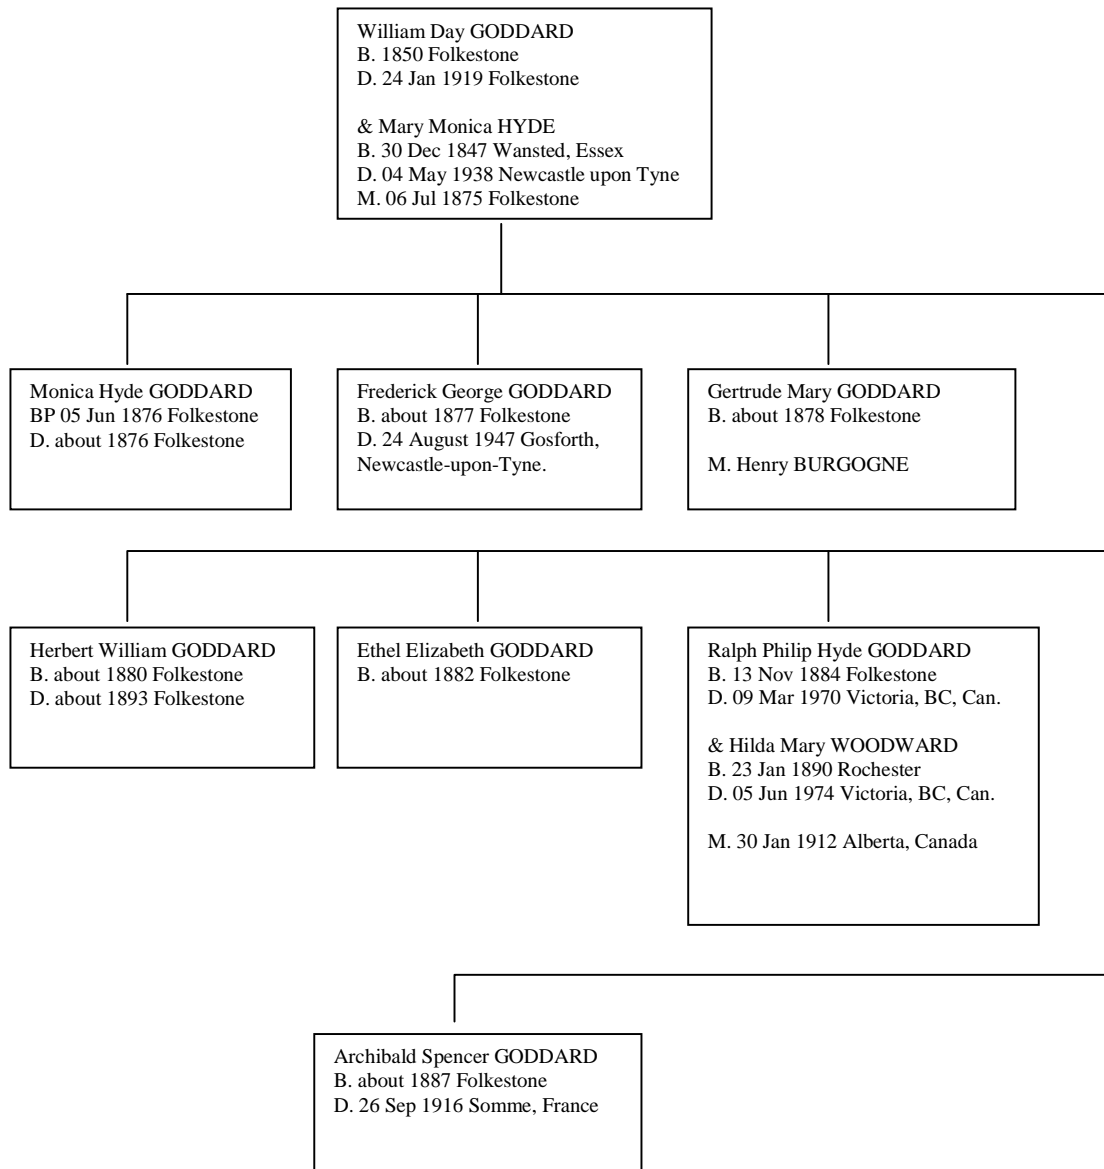 William Day GODDARD
B. 1850 Folkestone
D. 24 Jan 1919 Folkestone
& Mary Monica HYDE
B. 30 Dec 1847 Wansted, Essex
D. 04 May 1938 Newcastle upon Tyne
M. 06 Jul 1875 Folkestone
Monica Hyde GODDARD
BP 05 Jun 1876 Folkestone
D. about 1876 Folkestone
Frederick George GODDARD
B. about 1877 Folkestone
D. 24 August 1947 Gosforth,
Newcastle-upon-Tyne.
Gertrude Mary GODDARD
B. about 1878 Folkestone
M. Henry BURGOGNE
Herbert William GODDARD
B. about 1880 Folkestone
D. about 1893 Folkestone
Ethel Elizabeth GODDARD
B. about 1882 Folkestone
Ralph Philip Hyde GODDARD
B. 13 Nov 1884 Folkestone
D. 09 Mar 1970 Victoria, BC, Can.
& Hilda Mary WOODWARD
B. 23 Jan 1890 Rochester
D. 05 Jun 1974 Victoria, BC, Can.
M. 30 Jan 1912 Alberta, Canada
Archibald Spencer GODDARD
B. about 1887 Folkestone
D. 26 Sep 1916 Somme, France